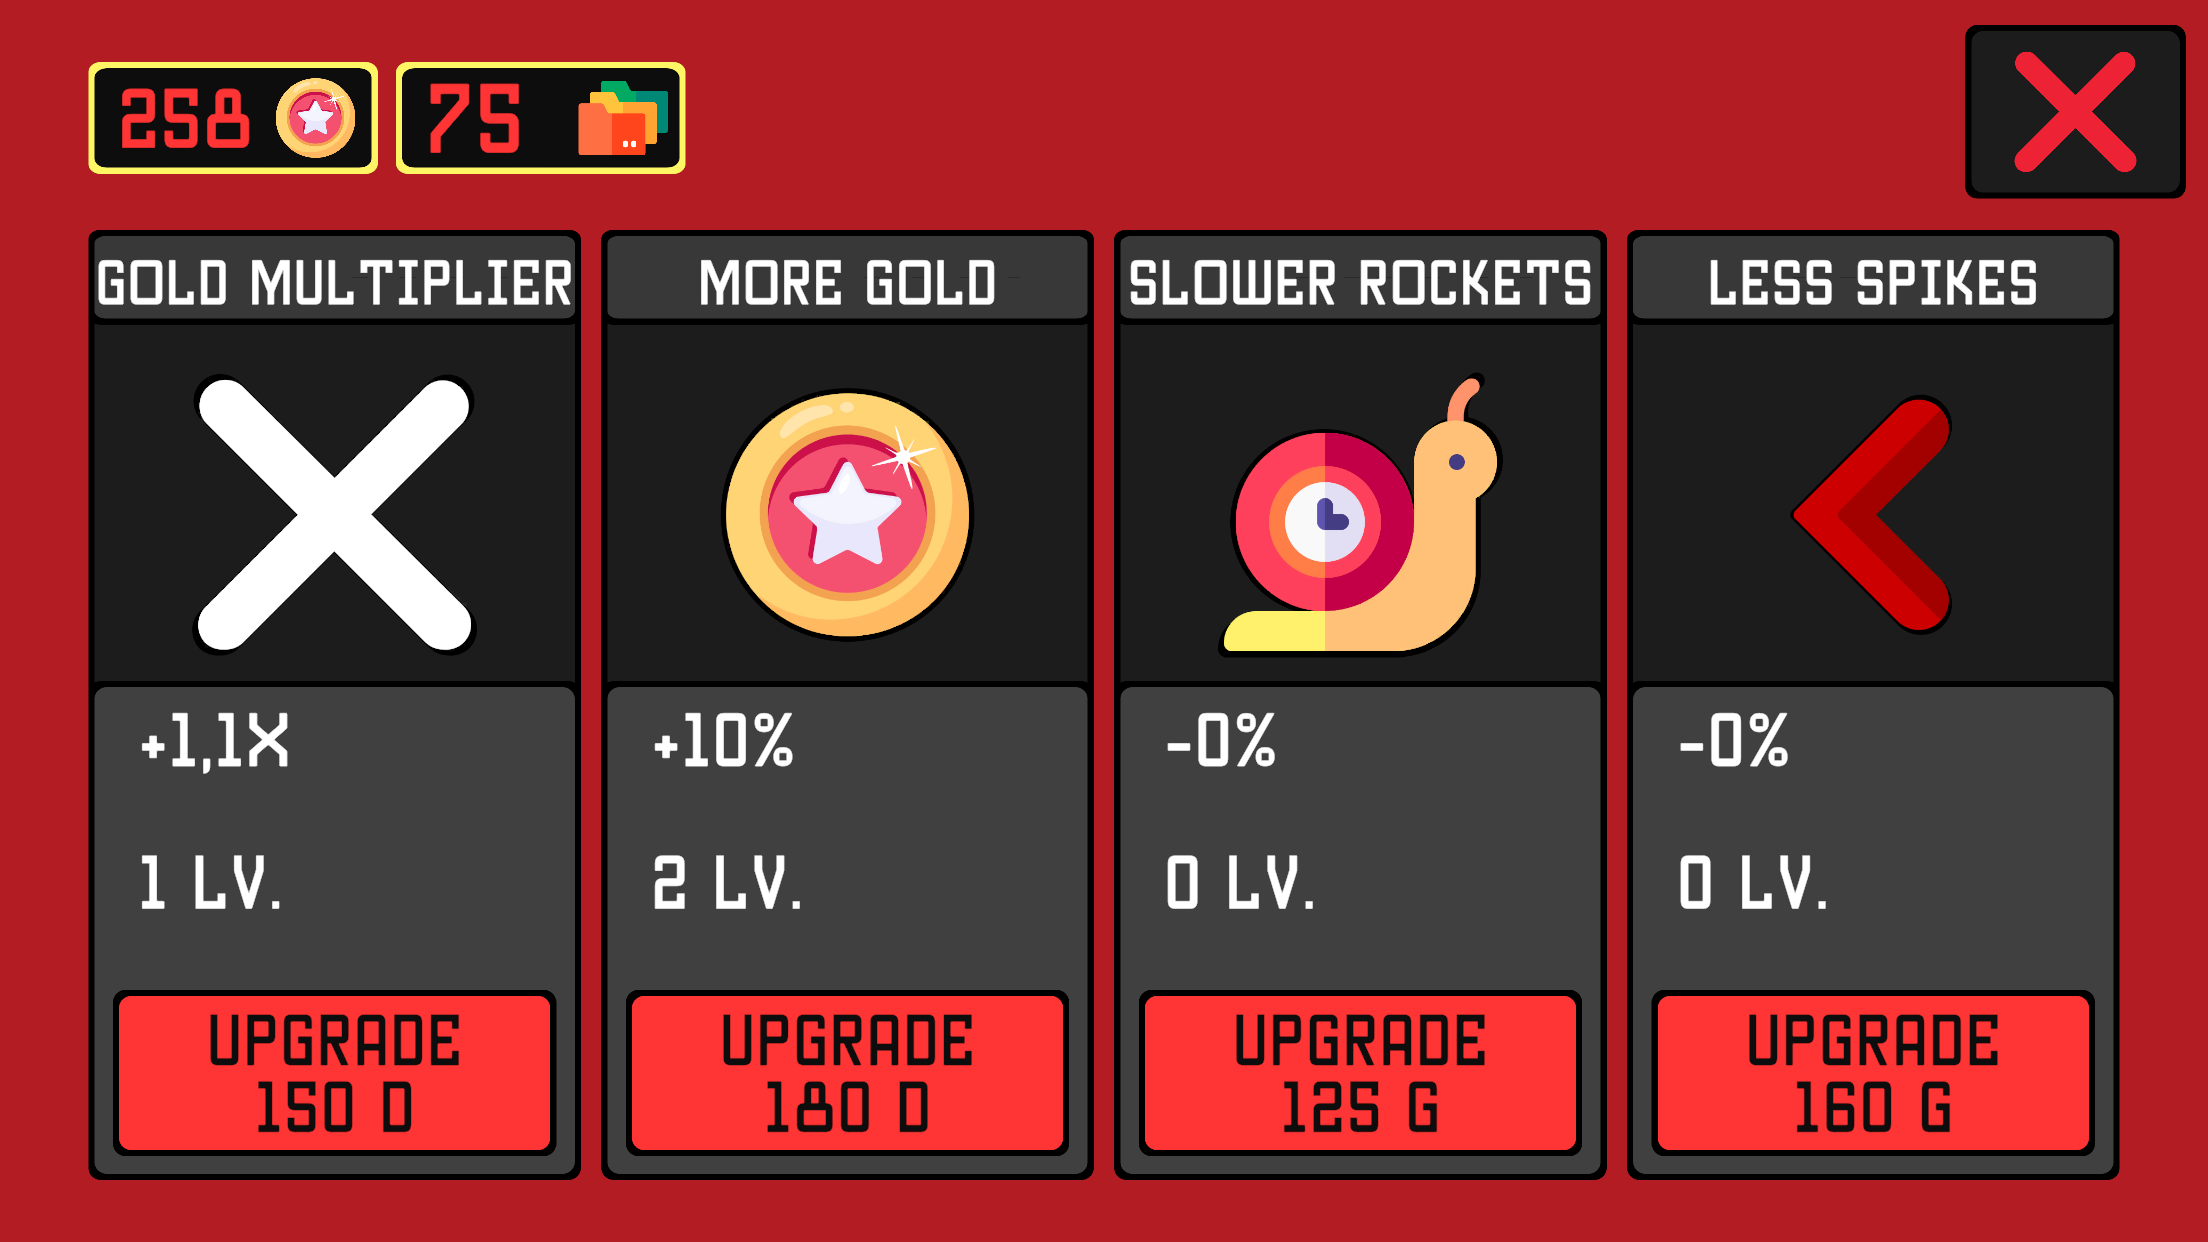 258
75
GOLD MULTIPLIER
MORE GOLD
SLOWER ROCKETS
LESS SPIKES
+1,1X
1 LV.
UPGRADE
150 D
+10%
2 LV.
UPGRADE
180 D
-0%
0 LV.
UPGRADE
125 G
-0%
0 LV.
UPGRADE
160 G